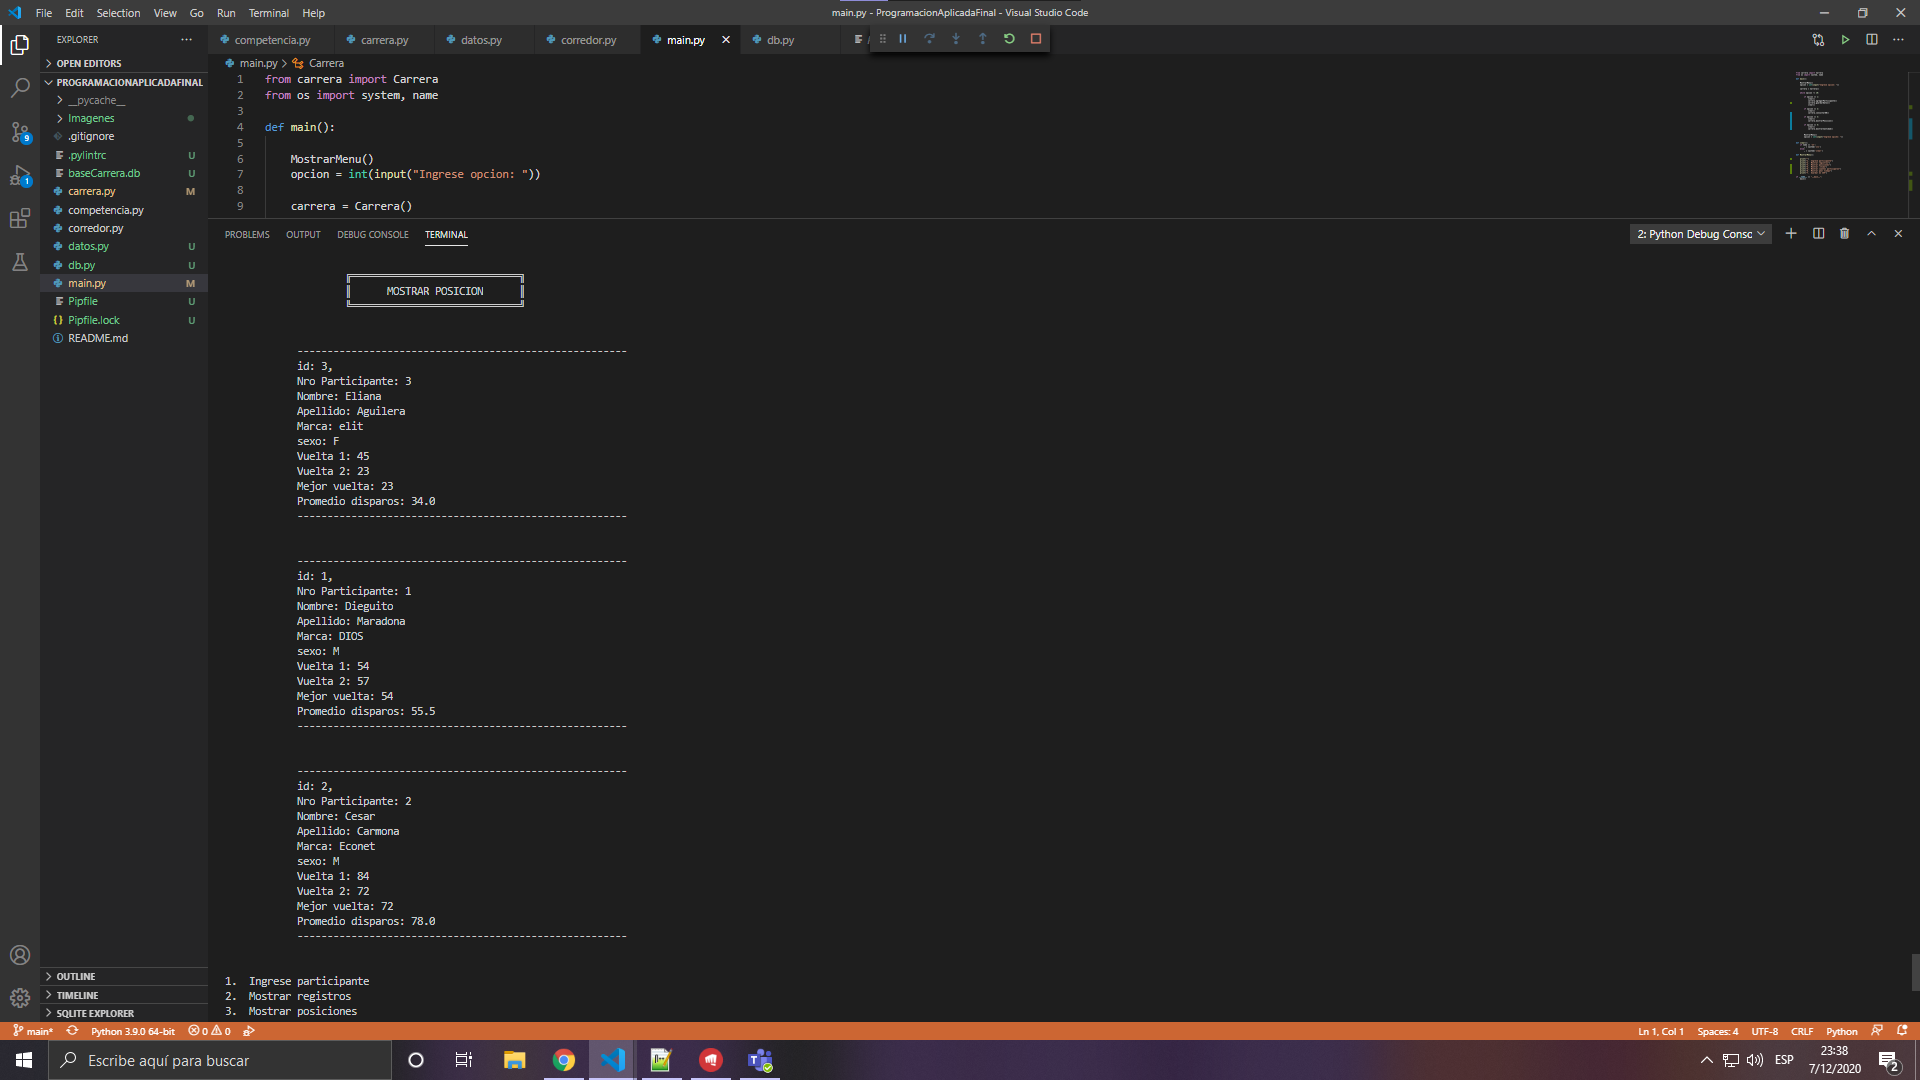 File Edit Selection View Go Run Terminal Help
main.py - ProgramacionAplicadaFinal - Visual Studio Code
EXPLORER
competencia.py
carrera.py
datos.py
corredor.py
main.py
db.py
OPEN EDITORS
PROGRAMACIONAPLICADAFINAL
__pycache__
Imagenes
.gitignore
.pylintrc U
baseCarrera.db U
carrera.py M
competencia.py
corredor.py
datos.py U
db.py U
main.py M
Pipfile U
Pipfile.lock U
README.md
9
1
main.py > Carrera
1 from carrera import Carrera
2 from os import system, name
3
4 def main():
5
6 MostrarMenu()
7 opcion = int(input("Ingrese opcion: "))
8
9 carrera = Carrera()
PROBLEMS OUTPUT DEBUG CONSOLE TERMINAL
2: Python Debug Consc
MOSTRAR POSICION
-------------------------------------------------------
id: 3,
Nro Participante: 3
Nombre: Eliana
Apellido: Aguilera
Marca: elit
sexo: F
Vuelta 1: 45
Vuelta 2: 23
Mejor vuelta: 23
Promedio disparos: 34.0
-------------------------------------------------------
-------------------------------------------------------
id: 1,
Nro Participante: 1
Nombre: Dieguito
Apellido: Maradona
Marca: DIOS
sexo: M
Vuelta 1: 54
Vuelta 2: 57
Mejor vuelta: 54
Promedio disparos: 55.5
-------------------------------------------------------
-------------------------------------------------------
id: 2,
Nro Participante: 2
Nombre: Cesar
Apellido: Carmona
Marca: Econet
sexo: M
Vuelta 1: 84
Vuelta 2: 72
Mejor vuelta: 72
Promedio disparos: 78.0
-------------------------------------------------------
1. Ingrese participante
2. Mostrar registros
3. Mostrar posiciones
OUTLINE
TIMELINE
SQLITE EXPLORER
main* Python 3.9.0 64-bit 0 0
Ln 1, Col 1 Spaces: 4 UTF-8 CRLF Python
Escribe aquí para buscar
ESP
23:38
7/12/2020
2